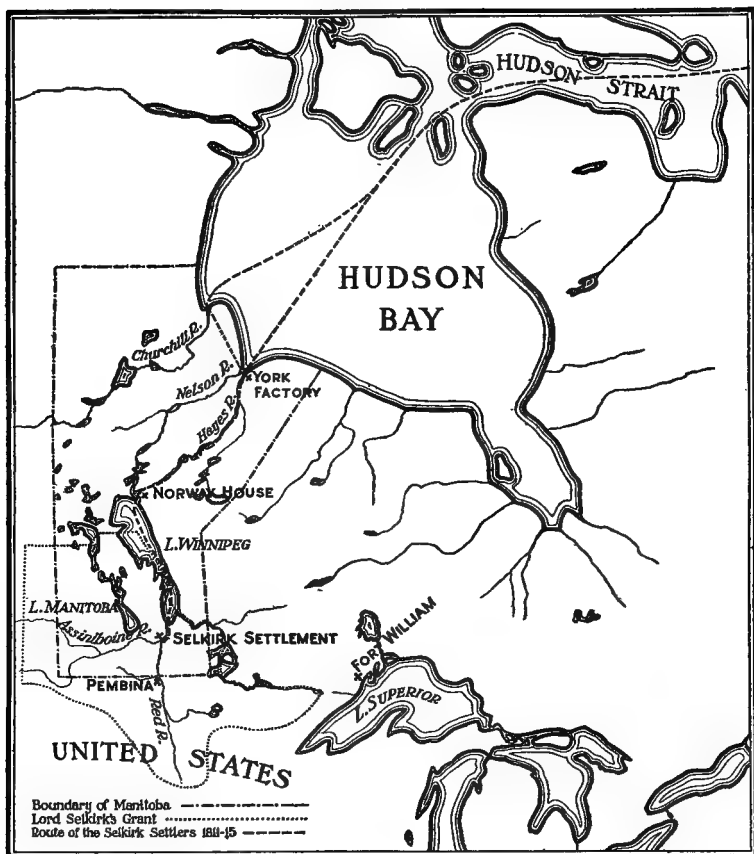 HUDSON
STRAIT
HUDSON
BAY
Churchill R.
Nelson R.
YORK
FACTORY
Hayes R.
NORWAY HOUSE
L. WINNIPEG
L. MANITOBA
Assiniboine R.
SELKIRK SETTLEMENT
FORT WILLIAM
PEMBINA
L. SUPERIOR
Red R.
UNITED STATES
Boundary of Manitoba
Lord Selkirk's Grant
Route of the Selkirk Settlers 1811-15